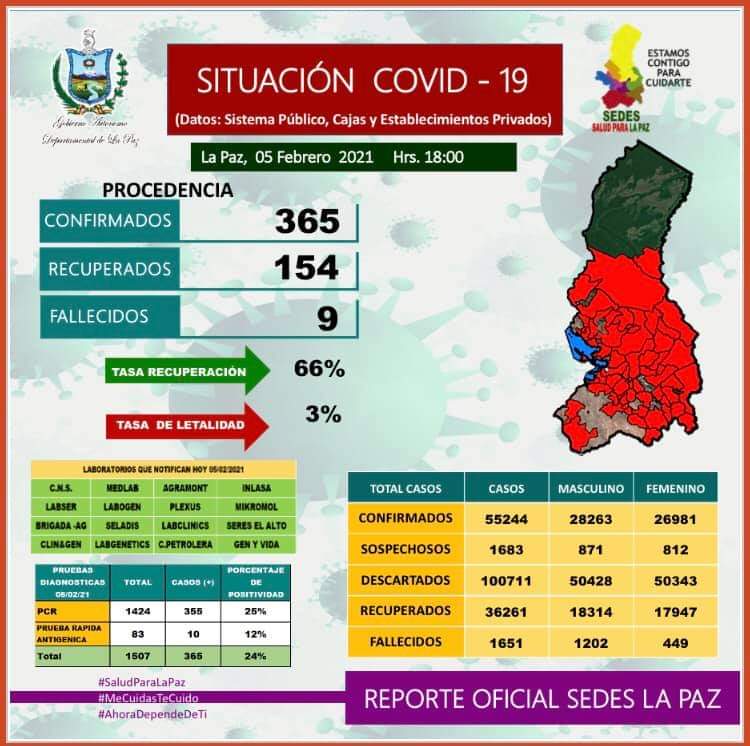 Gobierno Autónomo
Departamental de La Paz
SITUACIÓN COVID - 19
(Datos: Sistema Público, Cajas y Establecimientos Privados)
ESTAMOS
CONTIGO
PARA
CUIDARTE
SEDES
SALUD PARA LA PAZ
La Paz, 05 Febrero 2021 Hrs. 18:00
PROCEDENCIA
CONFIRMADOS 365
RECUPERADOS 154
FALLECIDOS 9
TASA RECUPERACIÓN 66%
TASA DE LETALIDAD 3%
LABORATORIOS QUE NOTIFICAN HOY 05/02/2021
C.N.S. MEDLAB AGRAMONT INLASA
LABSER LABOGEN PLEXUS MIKROMOL
BRIGADA -AG SELADIS LABCLINICS SERES EL ALTO
CLIN&GEN LABGENETICS C.PETROLERA GEN Y VIDA
PRUEBAS
DIAGNOSTICAS
05/02/21
TOTAL
CASOS (+)
PORCENTAJE
DE
POSITIVIDAD
PCR 1424 355 25%
PRUEBA RAPIDA
ANTIGENICA
83 10 12%
Total 1507 365 24%
TOTAL CASOS CASOS MASCULINO FEMENINO
CONFIRMADOS 55244 28263 26981
SOSPECHOSOS 1683 871 812
DESCARTADOS 100711 50428 50343
RECUPERADOS 36261 18314 17947
FALLECIDOS 1651 1202 449
#SaludParaLaPaz
#MeCuidasTeCuido
#AhoraDependeDeTi
REPORTE OFICIAL SEDES LA PAZ